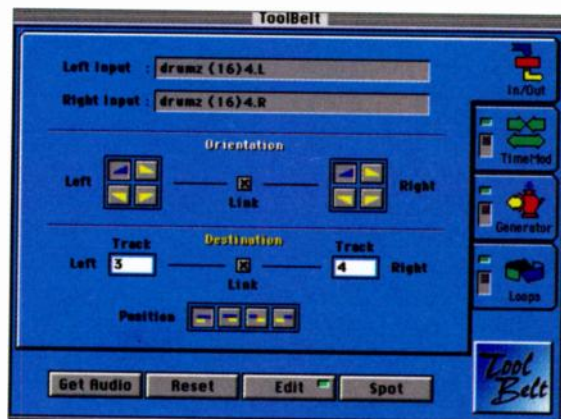 ToolBelt
Left Input : drumz (16)4.L
Right Input : drumz (16)4.R
In/Out
Orientation
Left
Link
Right
TimeMod
Generator
Destination
Track
Track
Left 3
Link
4 Right
Loops
Position
Get Audio
Reset
Edit
Spot
Tool Belt